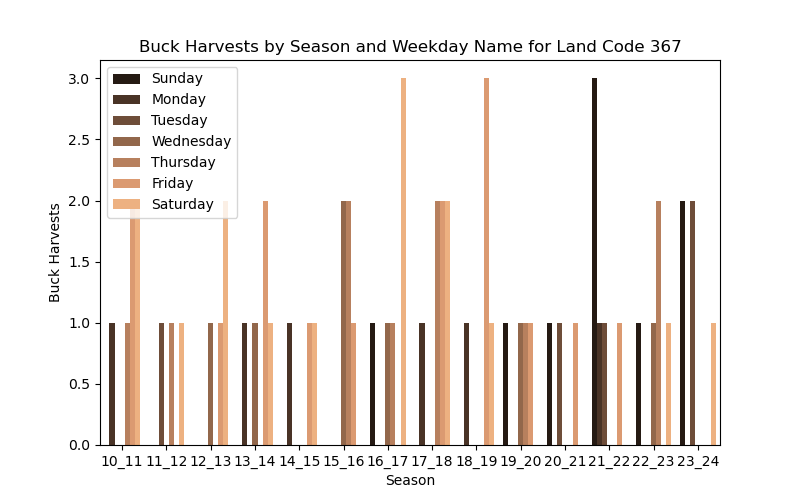 Buck Harvests by Season and Weekday Name for Land Code 367
Sunday
Monday
Tuesday
Wednesday
Thursday
Friday
Saturday
3.0
2.5
2.0
1.5
1.0
0.5
0.0
Buck Harvests
10_11 11_12 12_13 13_14 14_15 15_16 16_17 17_18 18_19 19_20 20_21 21_22 22_23 23_24
Season